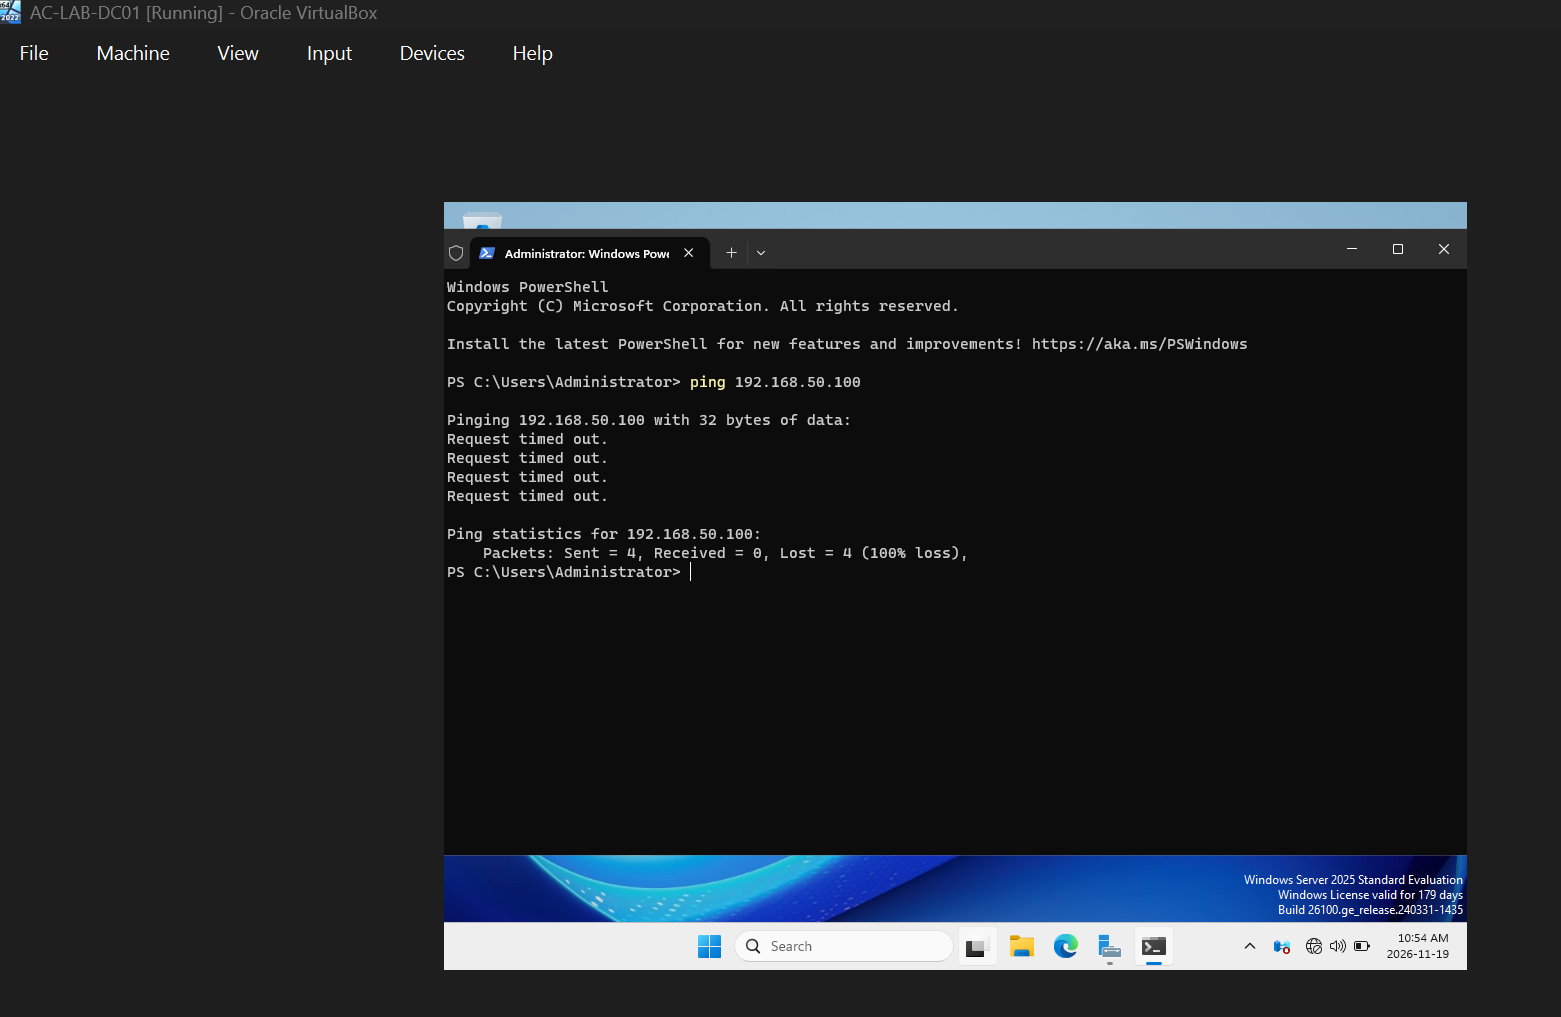 AC-LAB-DC01 [Running] - Oracle VirtualBox
File Machine View Input Devices Help
Administrator: Windows Powe
Windows PowerShell
Copyright (C) Microsoft Corporation. All rights reserved.
Install the latest PowerShell for new features and improvements! https://aka.ms/PSWindows
PS C:\Users\Administrator> ping 192.168.50.100
Pinging 192.168.50.100 with 32 bytes of data:
Request timed out.
Request timed out.
Request timed out.
Request timed out.
Ping statistics for 192.168.50.100:
Packets: Sent = 4, Received = 0, Lost = 4 (100% loss),
PS C:\Users\Administrator>
Windows Server 2025 Standard Evaluation
Windows License valid for 179 days
Build 26100.ge_release.240331-1435
Search
10:54 AM
2026-11-19